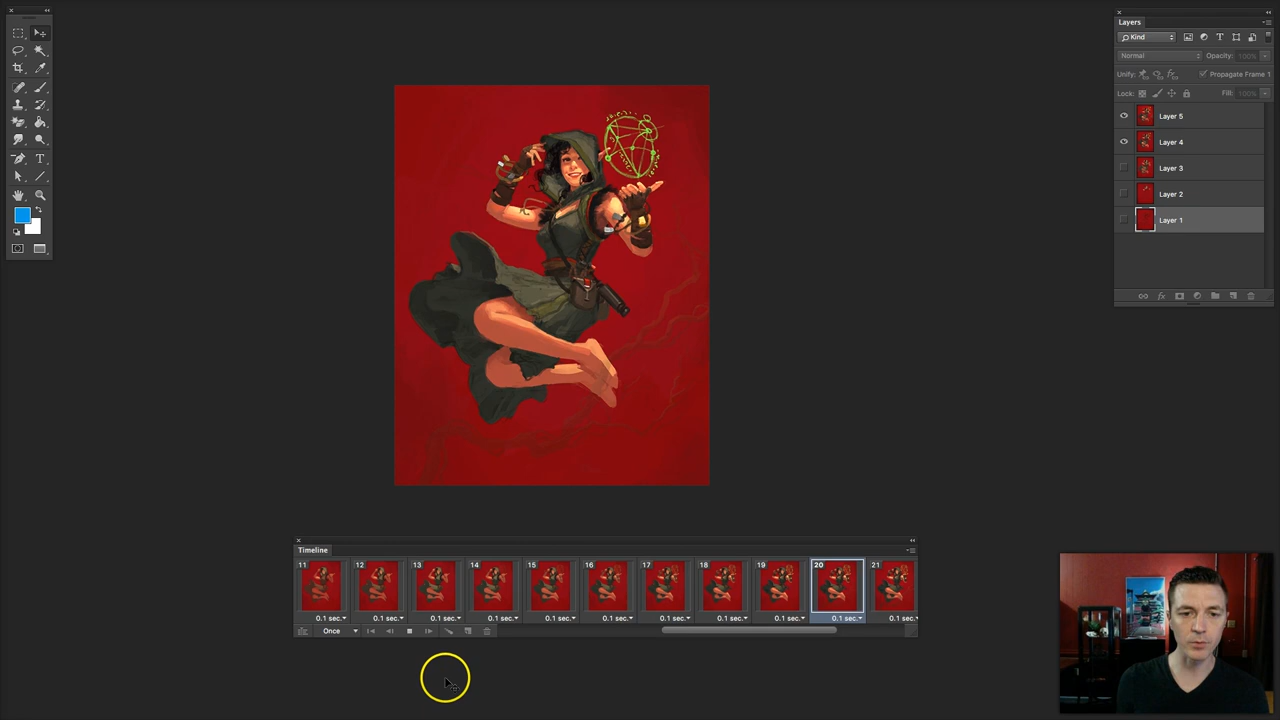 Layers
Kind
Normal Opacity: 100%
Unify: Propagate Frame 1
Lock: Fill: 100%
Layer 5
Layer 4
Layer 3
Layer 2
Layer 1
Timeline
11 12 13 14 15 16 17 18 19 20 21
0.1 sec. 0.1 sec. 0.1 sec. 0.1 sec. 0.1 sec. 0.1 sec. 0.1 sec. 0.1 sec. 0.1 sec. 0.1 sec. 0.1 sec.
Once